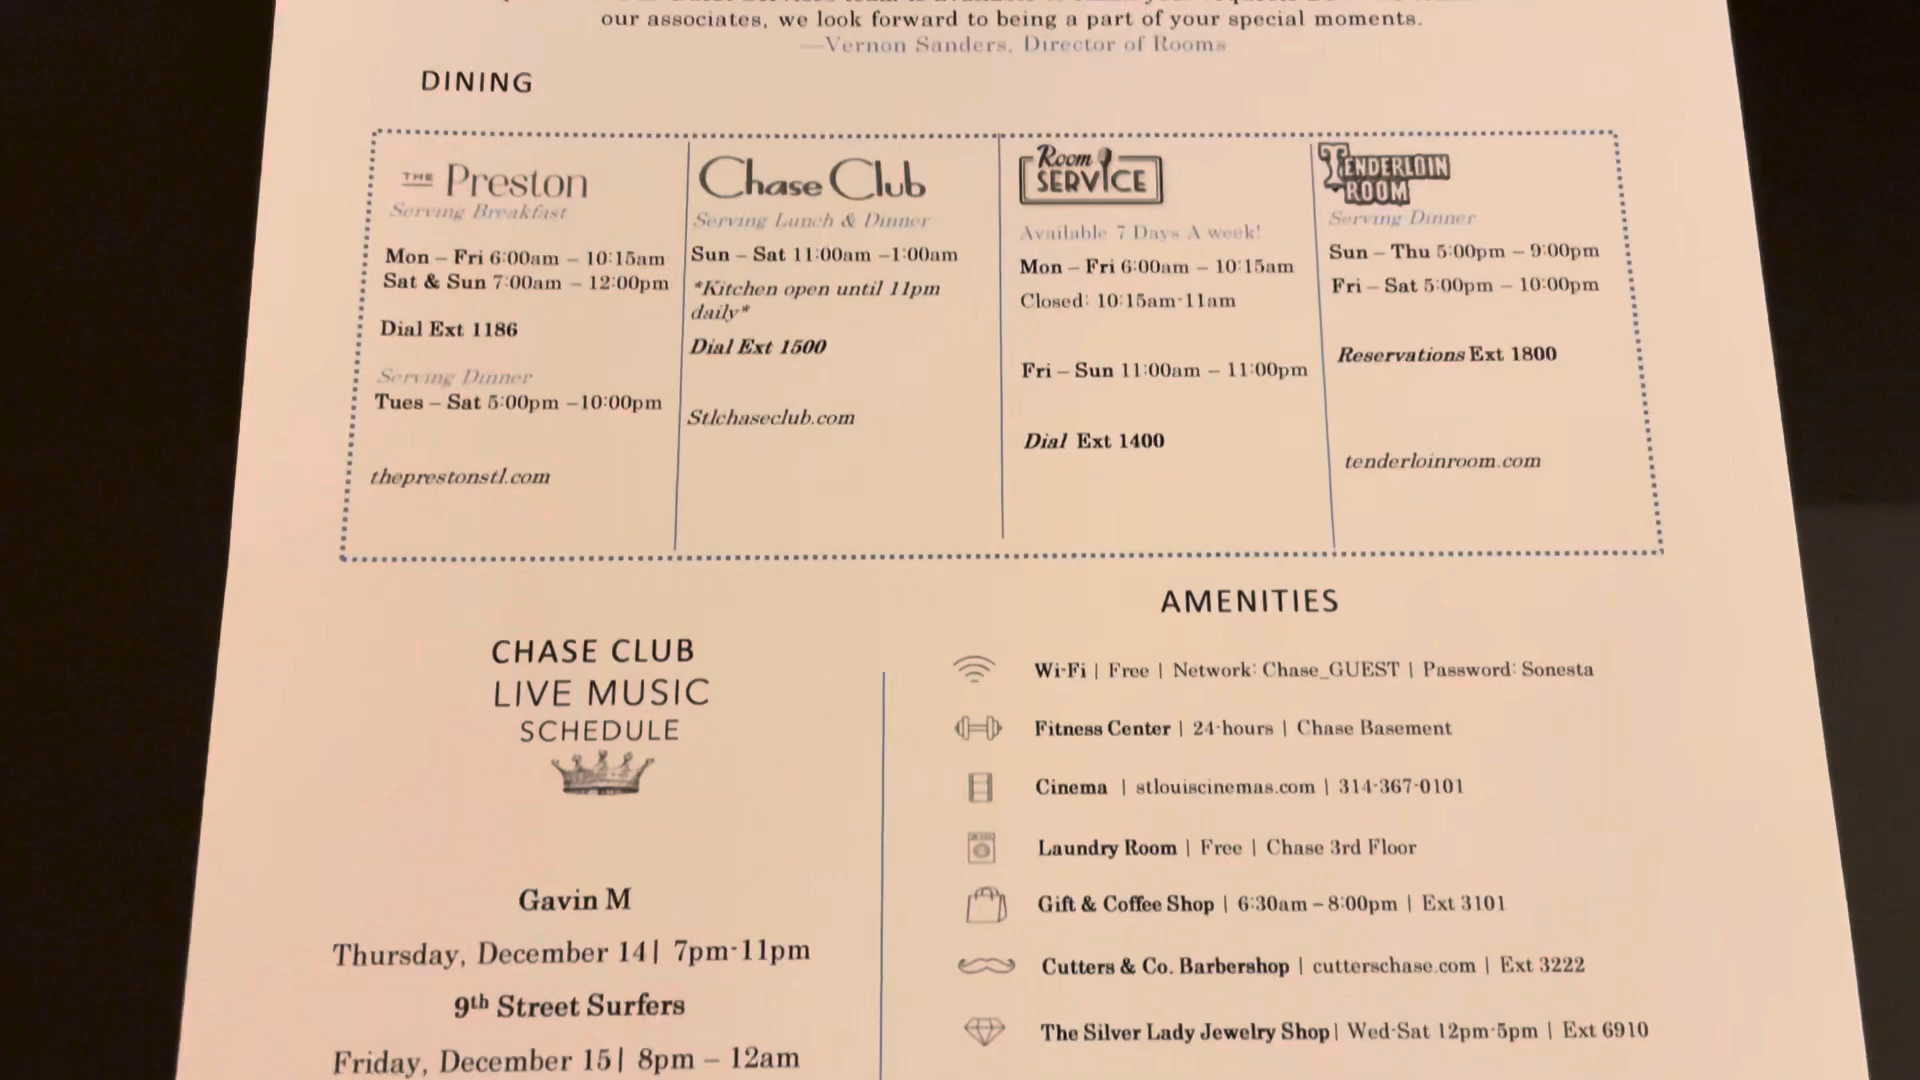 our associates, we look forward to being a part of your special moments.
—Vernon Sanders, Director of Rooms
DINING
THE Preston
Serving Breakfast
Mon – Fri 6:00am – 10:15am
Sat & Sun 7:00am – 12:00pm
Dial Ext 1186
Serving Dinner
Tues – Sat 5:00pm –10:00pm
theprestonstl.com
Chase Club
Serving Lunch & Dinner
Sun – Sat 11:00am –1:00am
*Kitchen open until 11pm
daily*
Dial Ext 1500
Stlchaseclub.com
Room
SERVICE
Available 7 Days A week!
Mon – Fri 6:00am – 10:15am
Closed: 10:15am-11am
Fri – Sun 11:00am – 11:00pm
Dial Ext 1400
TENDERLOIN
ROOM
Serving Dinner
Sun – Thu 5:00pm – 9:00pm
Fri – Sat 5:00pm – 10:00pm
Reservations Ext 1800
tenderloinroom.com
CHASE CLUB
LIVE MUSIC
SCHEDULE
Gavin M
Thursday, December 14| 7pm-11pm
9th Street Surfers
Friday, December 15| 8pm – 12am
AMENITIES
Wi-Fi | Free | Network: Chase_GUEST | Password: Sonesta
Fitness Center | 24-hours | Chase Basement
Cinema | stlouiscinemas.com | 314-367-0101
Laundry Room | Free | Chase 3rd Floor
Gift & Coffee Shop | 6:30am – 8:00pm | Ext 3101
Cutters & Co. Barbershop | cutterschase.com | Ext 3222
The Silver Lady Jewelry Shop| Wed-Sat 12pm-5pm | Ext 6910